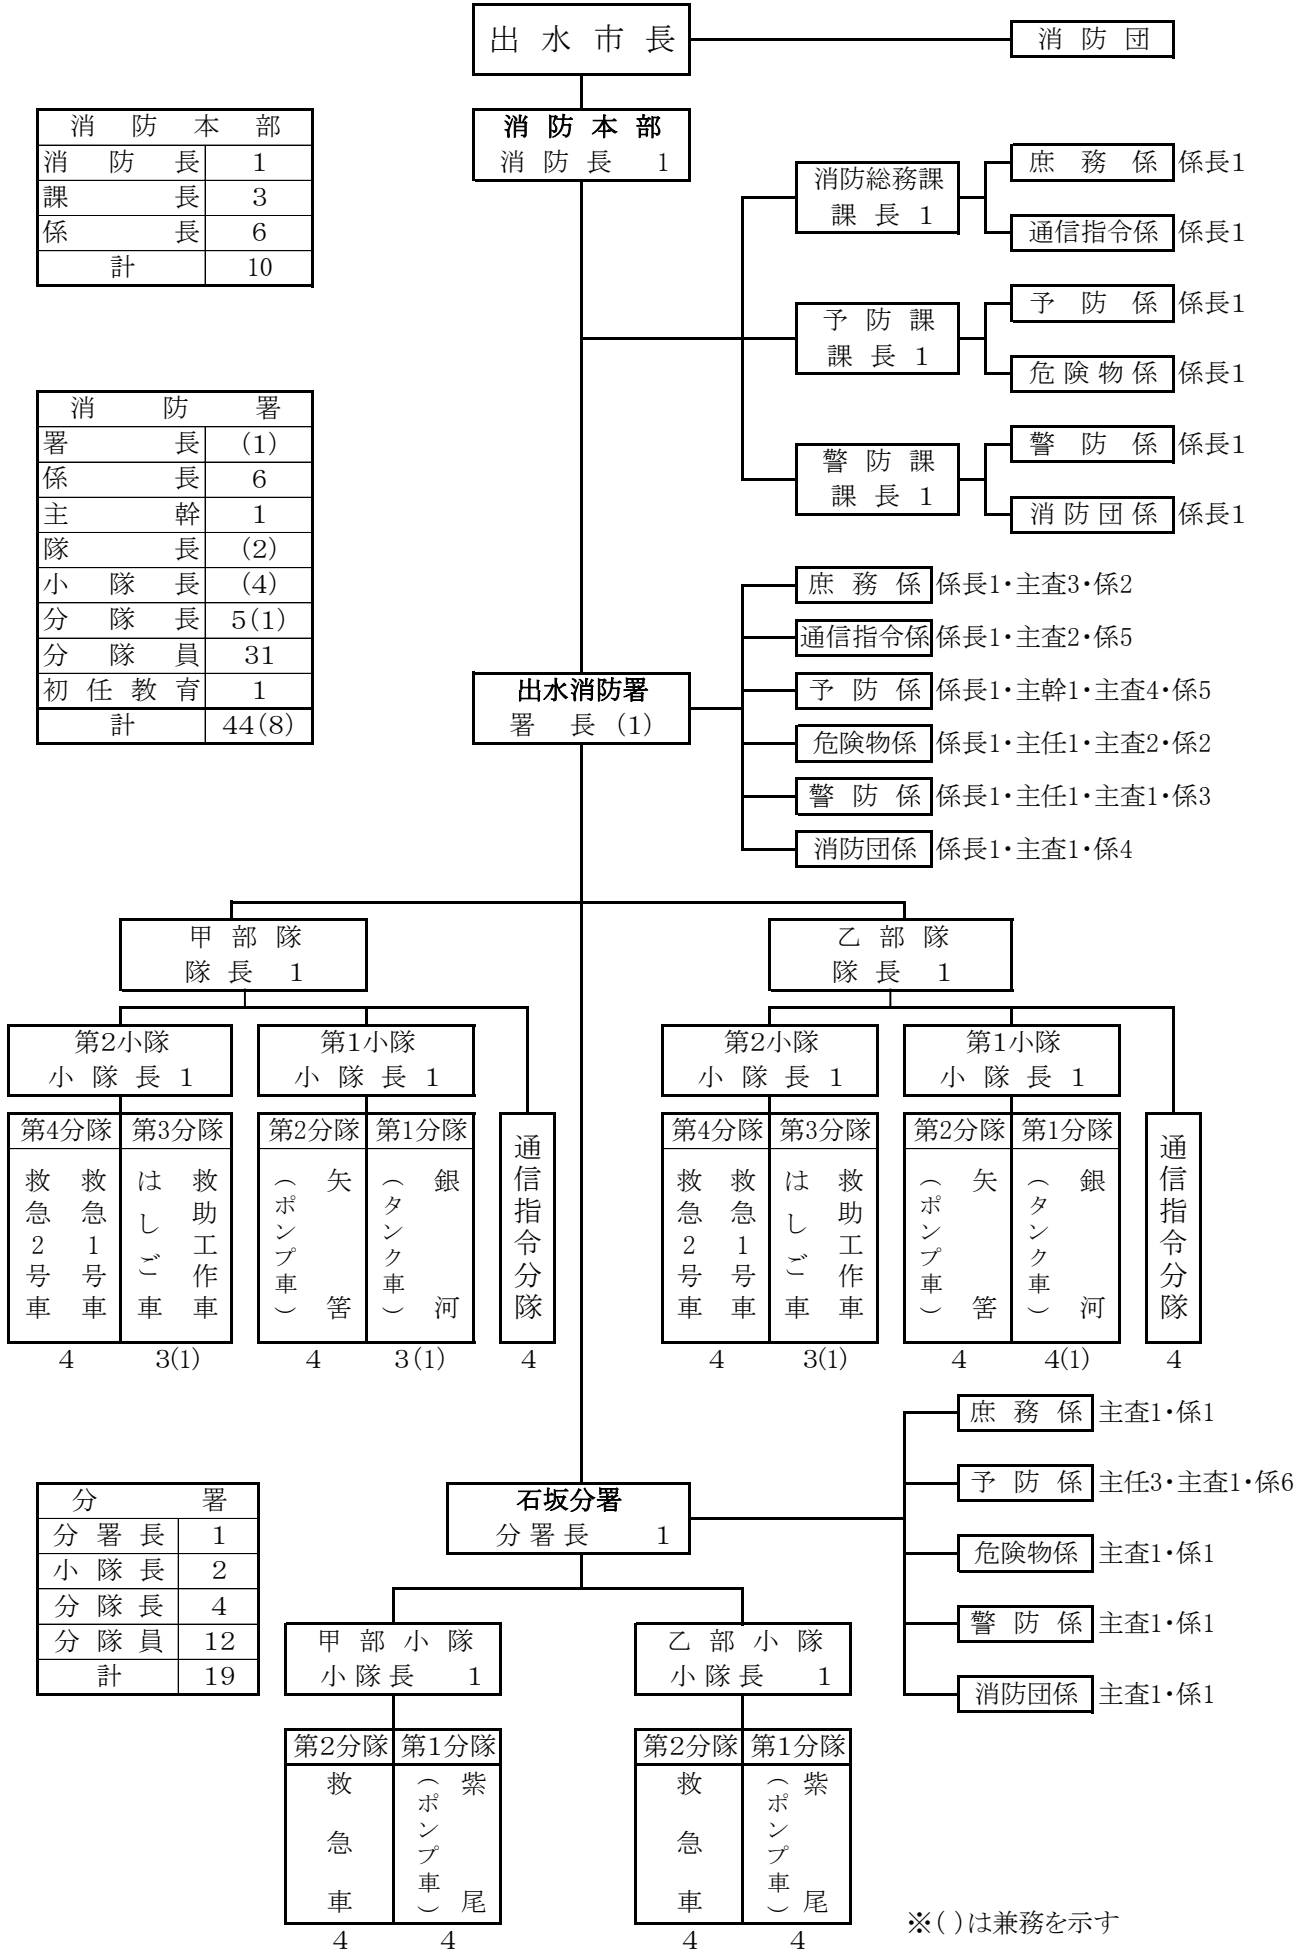 出水市長
消防団
消防本部
消防長 1
消防本部
消防長 1
課長 3
係長 6
計 10
消防総務課
課長 1
庶務係 係長1
通信指令係 係長1
予防課
課長 1
予防係 係長1
危険物係 係長1
警防課
課長 1
警防係 係長1
消防団係 係長1
消防署
署長 (1)
係長 6
主幹 1
隊長 (2)
小隊長 (4)
分隊長 5(1)
分隊員 31
初任教育 1
計 44(8)
出水消防署
署長 (1)
庶務係 係長1・主査3・係2
通信指令係 係長1・主査2・係5
予防係 係長1・主幹1・主査4・係5
危険物係 係長1・主任1・主査2・係2
警防係 係長1・主任1・主査1・係3
消防団係 係長1・主査1・係4
甲部隊
隊長 1
第2小隊
小隊長 1
第1小隊
小隊長 1
第4分隊
救急1号車
救急2号車
4
第3分隊
救助工作車
はしご車
3(1)
第2分隊
矢筈
(ポンプ車)
4
第1分隊
銀河
(タンク車)
3(1)
通信指令分隊
4
乙部隊
隊長 1
第2小隊
小隊長 1
第1小隊
小隊長 1
第4分隊
救急1号車
救急2号車
4
第3分隊
救助工作車
はしご車
3(1)
第2分隊
矢筈
(ポンプ車)
4
第1分隊
銀河
(タンク車)
4(1)
通信指令分隊
4
分署
分署長 1
小隊長 2
分隊長 4
分隊員 12
計 19
石坂分署
分署長 1
庶務係 主査1・係1
予防係 主任3・主査1・係6
危険物係 主査1・係1
警防係 主査1・係1
消防団係 主査1・係1
甲部小隊
小隊長 1
第2分隊
救急車
4
第1分隊
紫尾
(ポンプ車)
4
乙部小隊
小隊長 1
第2分隊
救急車
4
第1分隊
紫尾
(ポンプ車)
4
※( )は兼務を示す